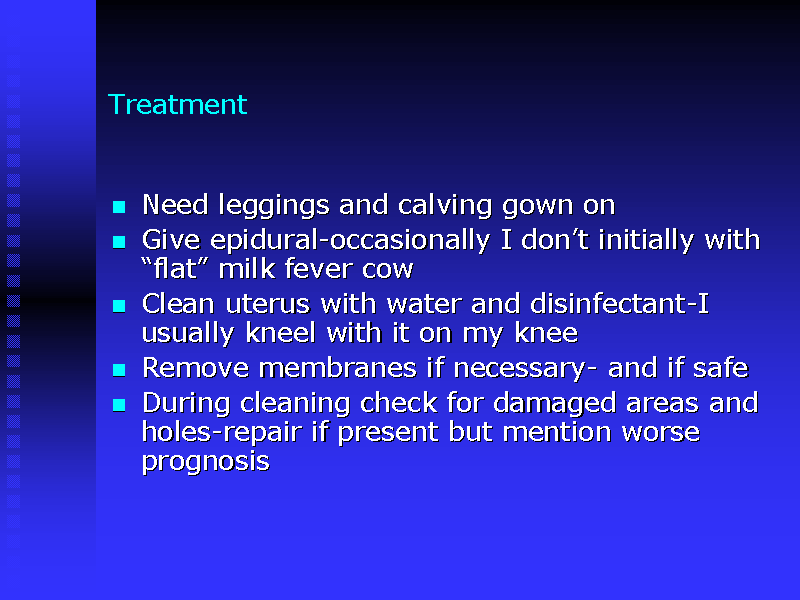 Treatment
Need leggings and calving gown on
Give epidural-occasionally I don’t initially with
“flat” milk fever cow
Clean uterus with water and disinfectant-I
usually kneel with it on my knee
Remove membranes if necessary- and if safe
During cleaning check for damaged areas and
holes-repair if present but mention worse
prognosis